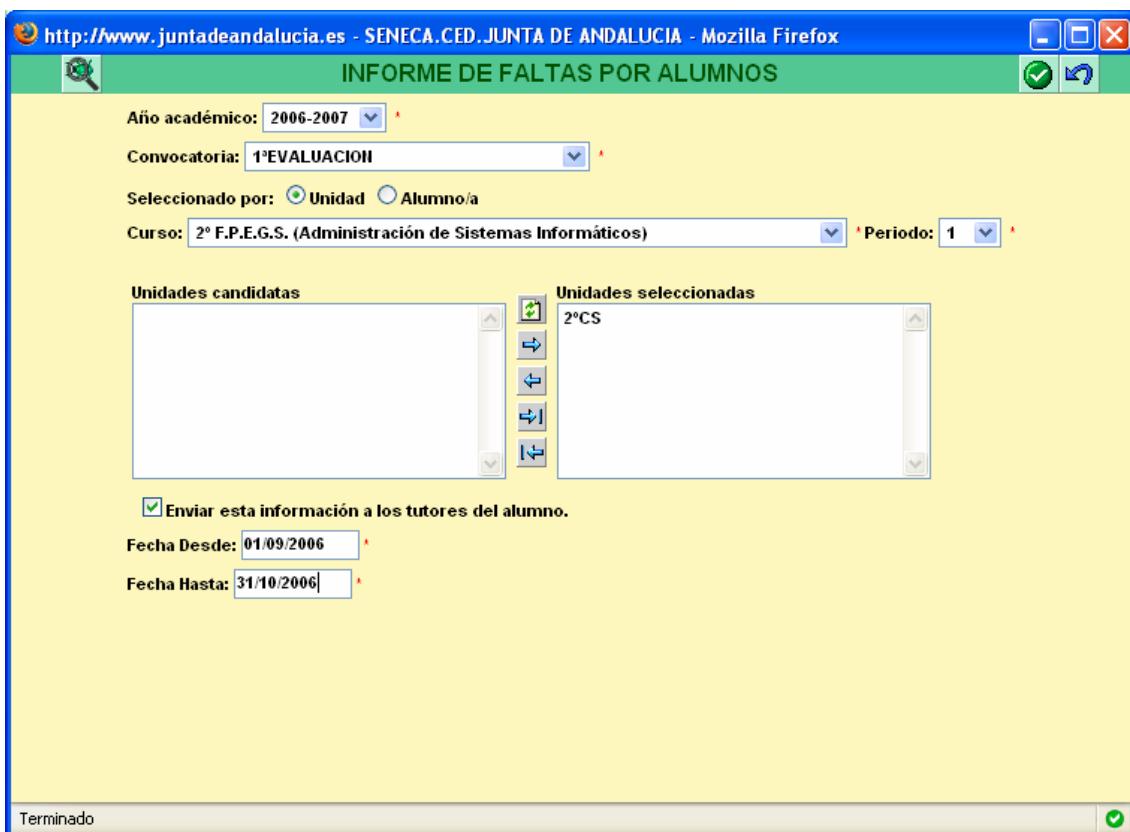 http://www.juntadeandalucia.es - SENECA.CED.JUNTA DE ANDALUCIA - Mozilla Firefox
INFORME DE FALTAS POR ALUMNOS
Año académico: 2006-2007 *
Convocatoria: 1ªEVALUACION *
Seleccionado por: Unidad Alumno/a
Curso: 2º F.P.E.G.S. (Administración de Sistemas Informáticos) * Periodo: 1 *
Unidades candidatas Unidades seleccionadas
2ºCS
Enviar esta información a los tutores del alumno.
Fecha Desde: 01/09/2006 *
Fecha Hasta: 31/10/2006 *
Terminado